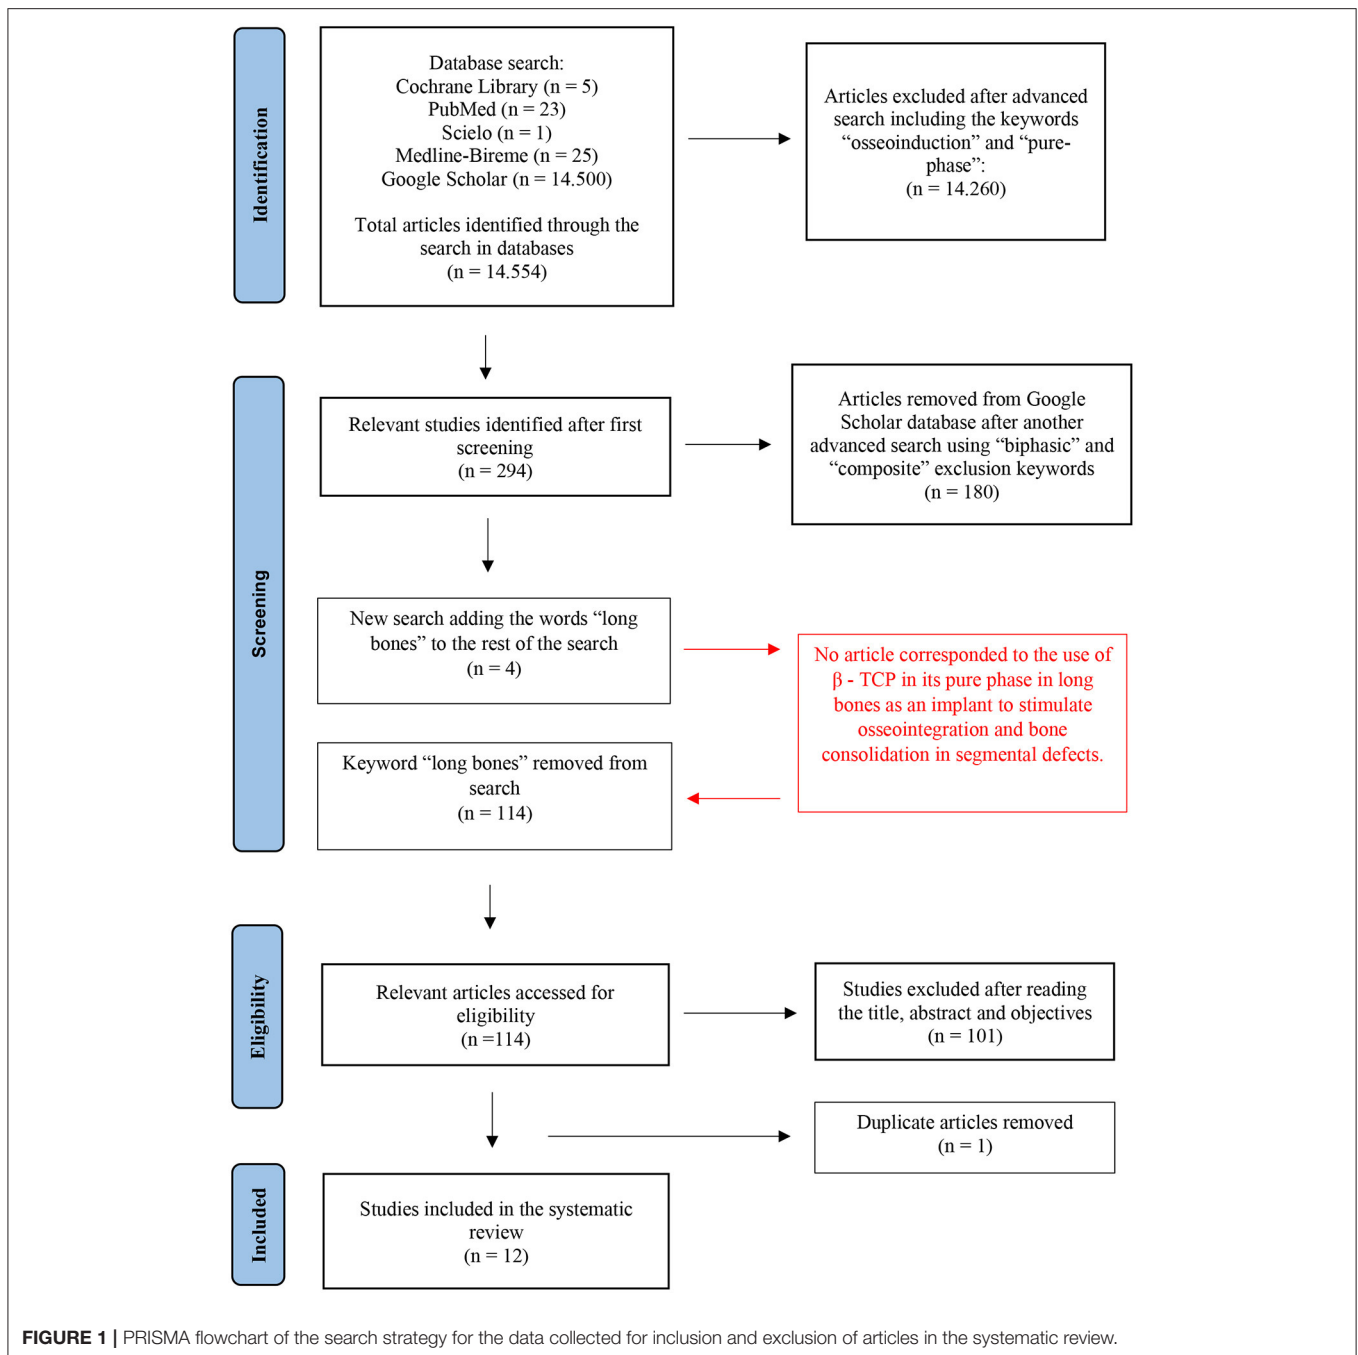 Identification
Database search:
Cochrane Library (n = 5)
PubMed (n = 23)
Scielo (n = 1)
Medline-Bireme (n = 25)
Google Scholar (n = 14.500)
Total articles identified through the
search in databases
(n = 14.554)
Articles excluded after advanced
search including the keywords
“osseoinduction” and “pure-
phase”:
(n = 14.260)
Screening
Relevant studies identified after first
screening
(n = 294)
Articles removed from Google
Scholar database after another
advanced search using “biphasic” and
“composite” exclusion keywords
(n = 180)
New search adding the words “long
bones” to the rest of the search
(n = 4)
No article corresponded to the use of
β - TCP in its pure phase in long
bones as an implant to stimulate
osseointegration and bone
consolidation in segmental defects.
Keyword “long bones” removed from
search
(n = 114)
Eligibility
Relevant articles accessed for
eligibility
(n =114)
Studies excluded after reading
the title, abstract and objectives
(n = 101)
Duplicate articles removed
(n = 1)
Included
Studies included in the systematic
review
(n = 12)
FIGURE 1 | PRISMA flowchart of the search strategy for the data collected for inclusion and exclusion of articles in the systematic review.